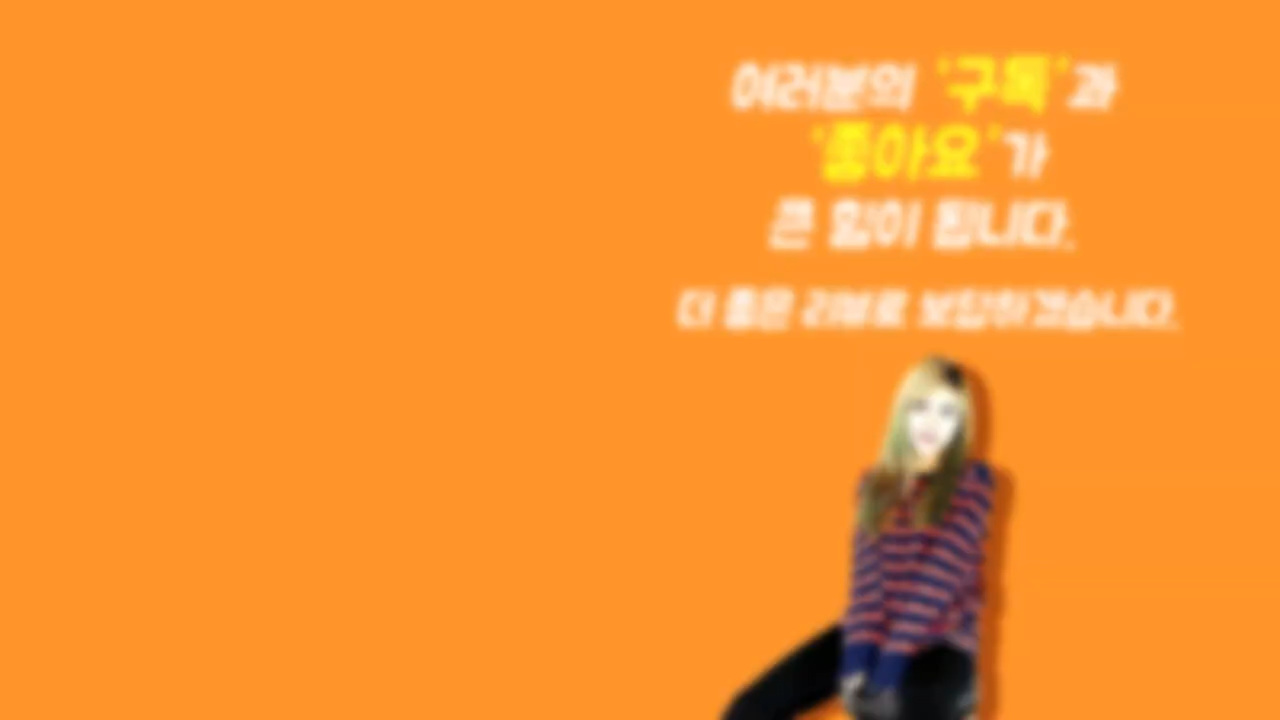 여러분의 '구독'과
'좋아요'가
큰 힘이 됩니다.
더 좋은 리뷰로 보답하겠습니다.